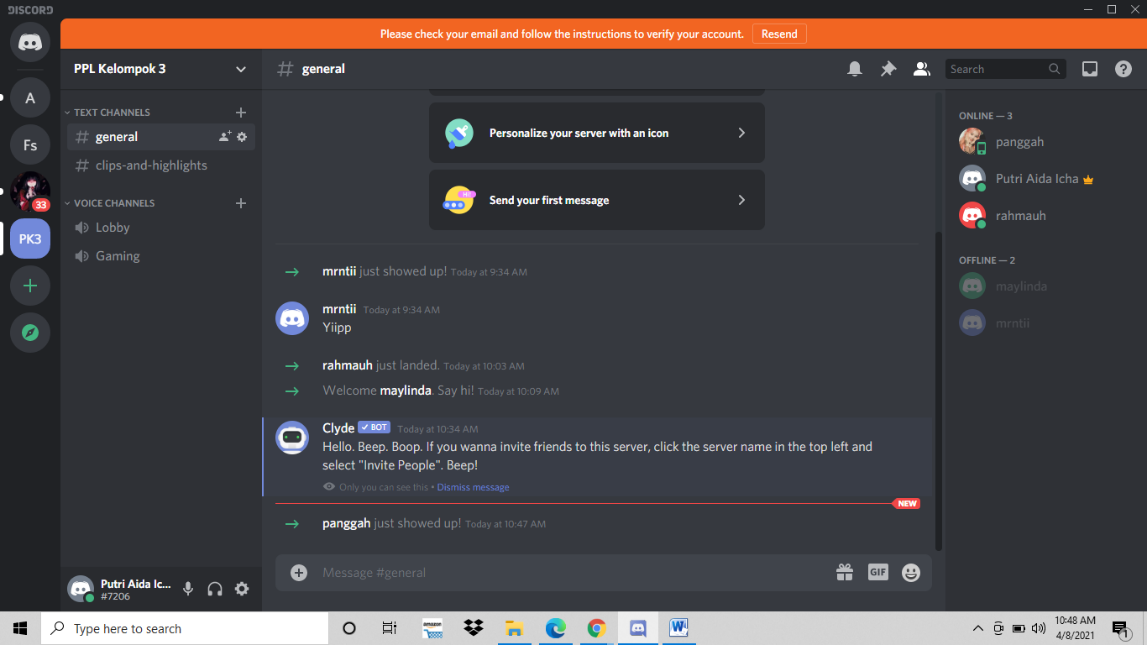 DISCORD
Please check your email and follow the instructions to verify your account. Resend
PPL Kelompok 3
general
Search
A
Fs
33
PK3
TEXT CHANNELS
general
clips-and-highlights
VOICE CHANNELS
Lobby
Gaming
Personalize your server with an icon
Send your first message
mrntii just showed up! Today at 9:34 AM
mrntii Today at 9:34 AM
Yiipp
rahmauh just landed. Today at 10:03 AM
Welcome maylinda. Say hi! Today at 10:09 AM
Clyde BOT Today at 10:34 AM
Hello. Beep. Boop. If you wanna invite friends to this server, click the server name in the top left and
select "Invite People". Beep!
Only you can see this • Dismiss message
NEW
panggah just showed up! Today at 10:47 AM
Message #general
GIF
ONLINE — 3
panggah
Putri Aida Icha
rahmauh
OFFLINE — 2
maylinda
mrntii
Putri Aida Ic...
#7206
Type here to search
amazon
10:48 AM
4/8/2021
1